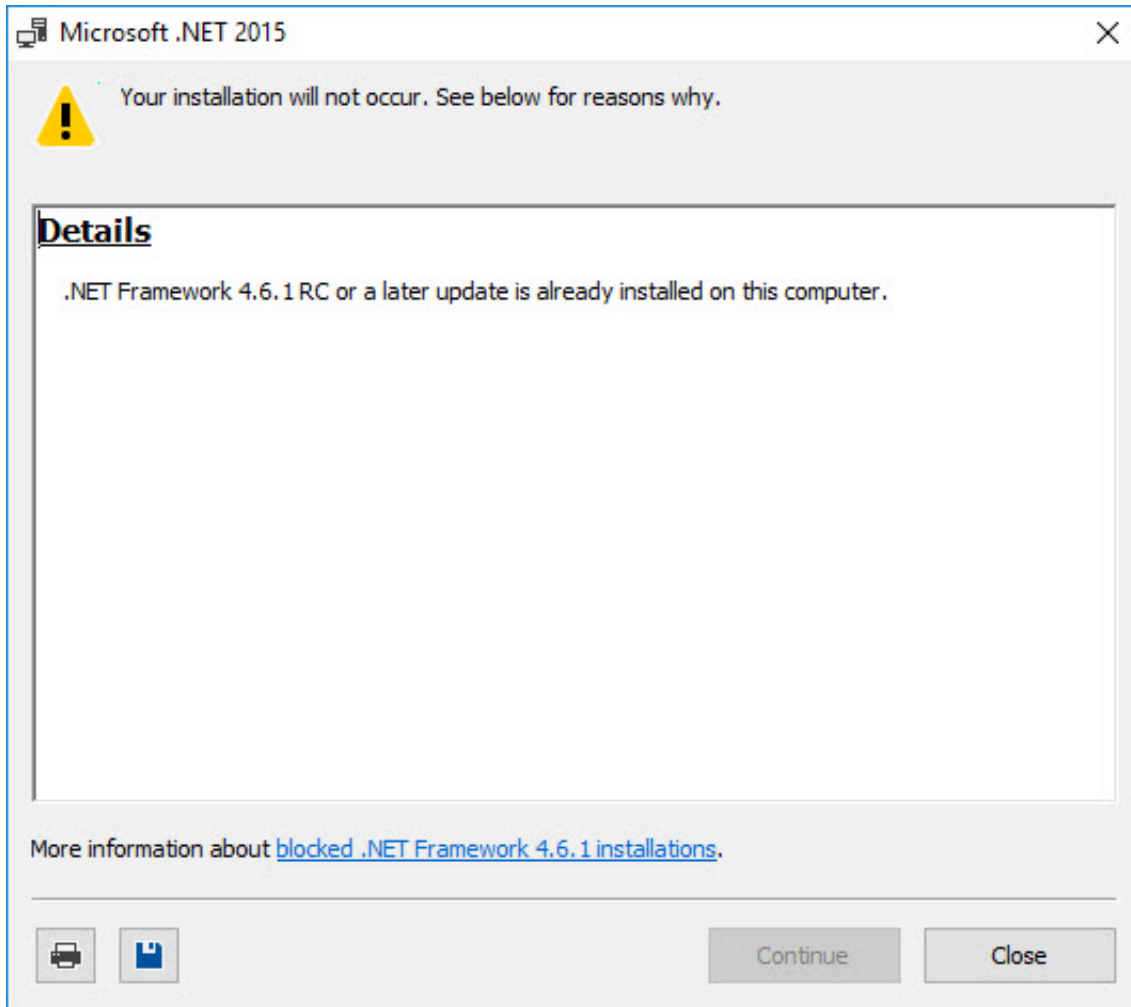 Microsoft .NET 2015
Your installation will not occur. See below for reasons why.
Details
.NET Framework 4.6.1 RC or a later update is already installed on this computer.
More information about blocked .NET Framework 4.6.1 installations.
Continue
Close